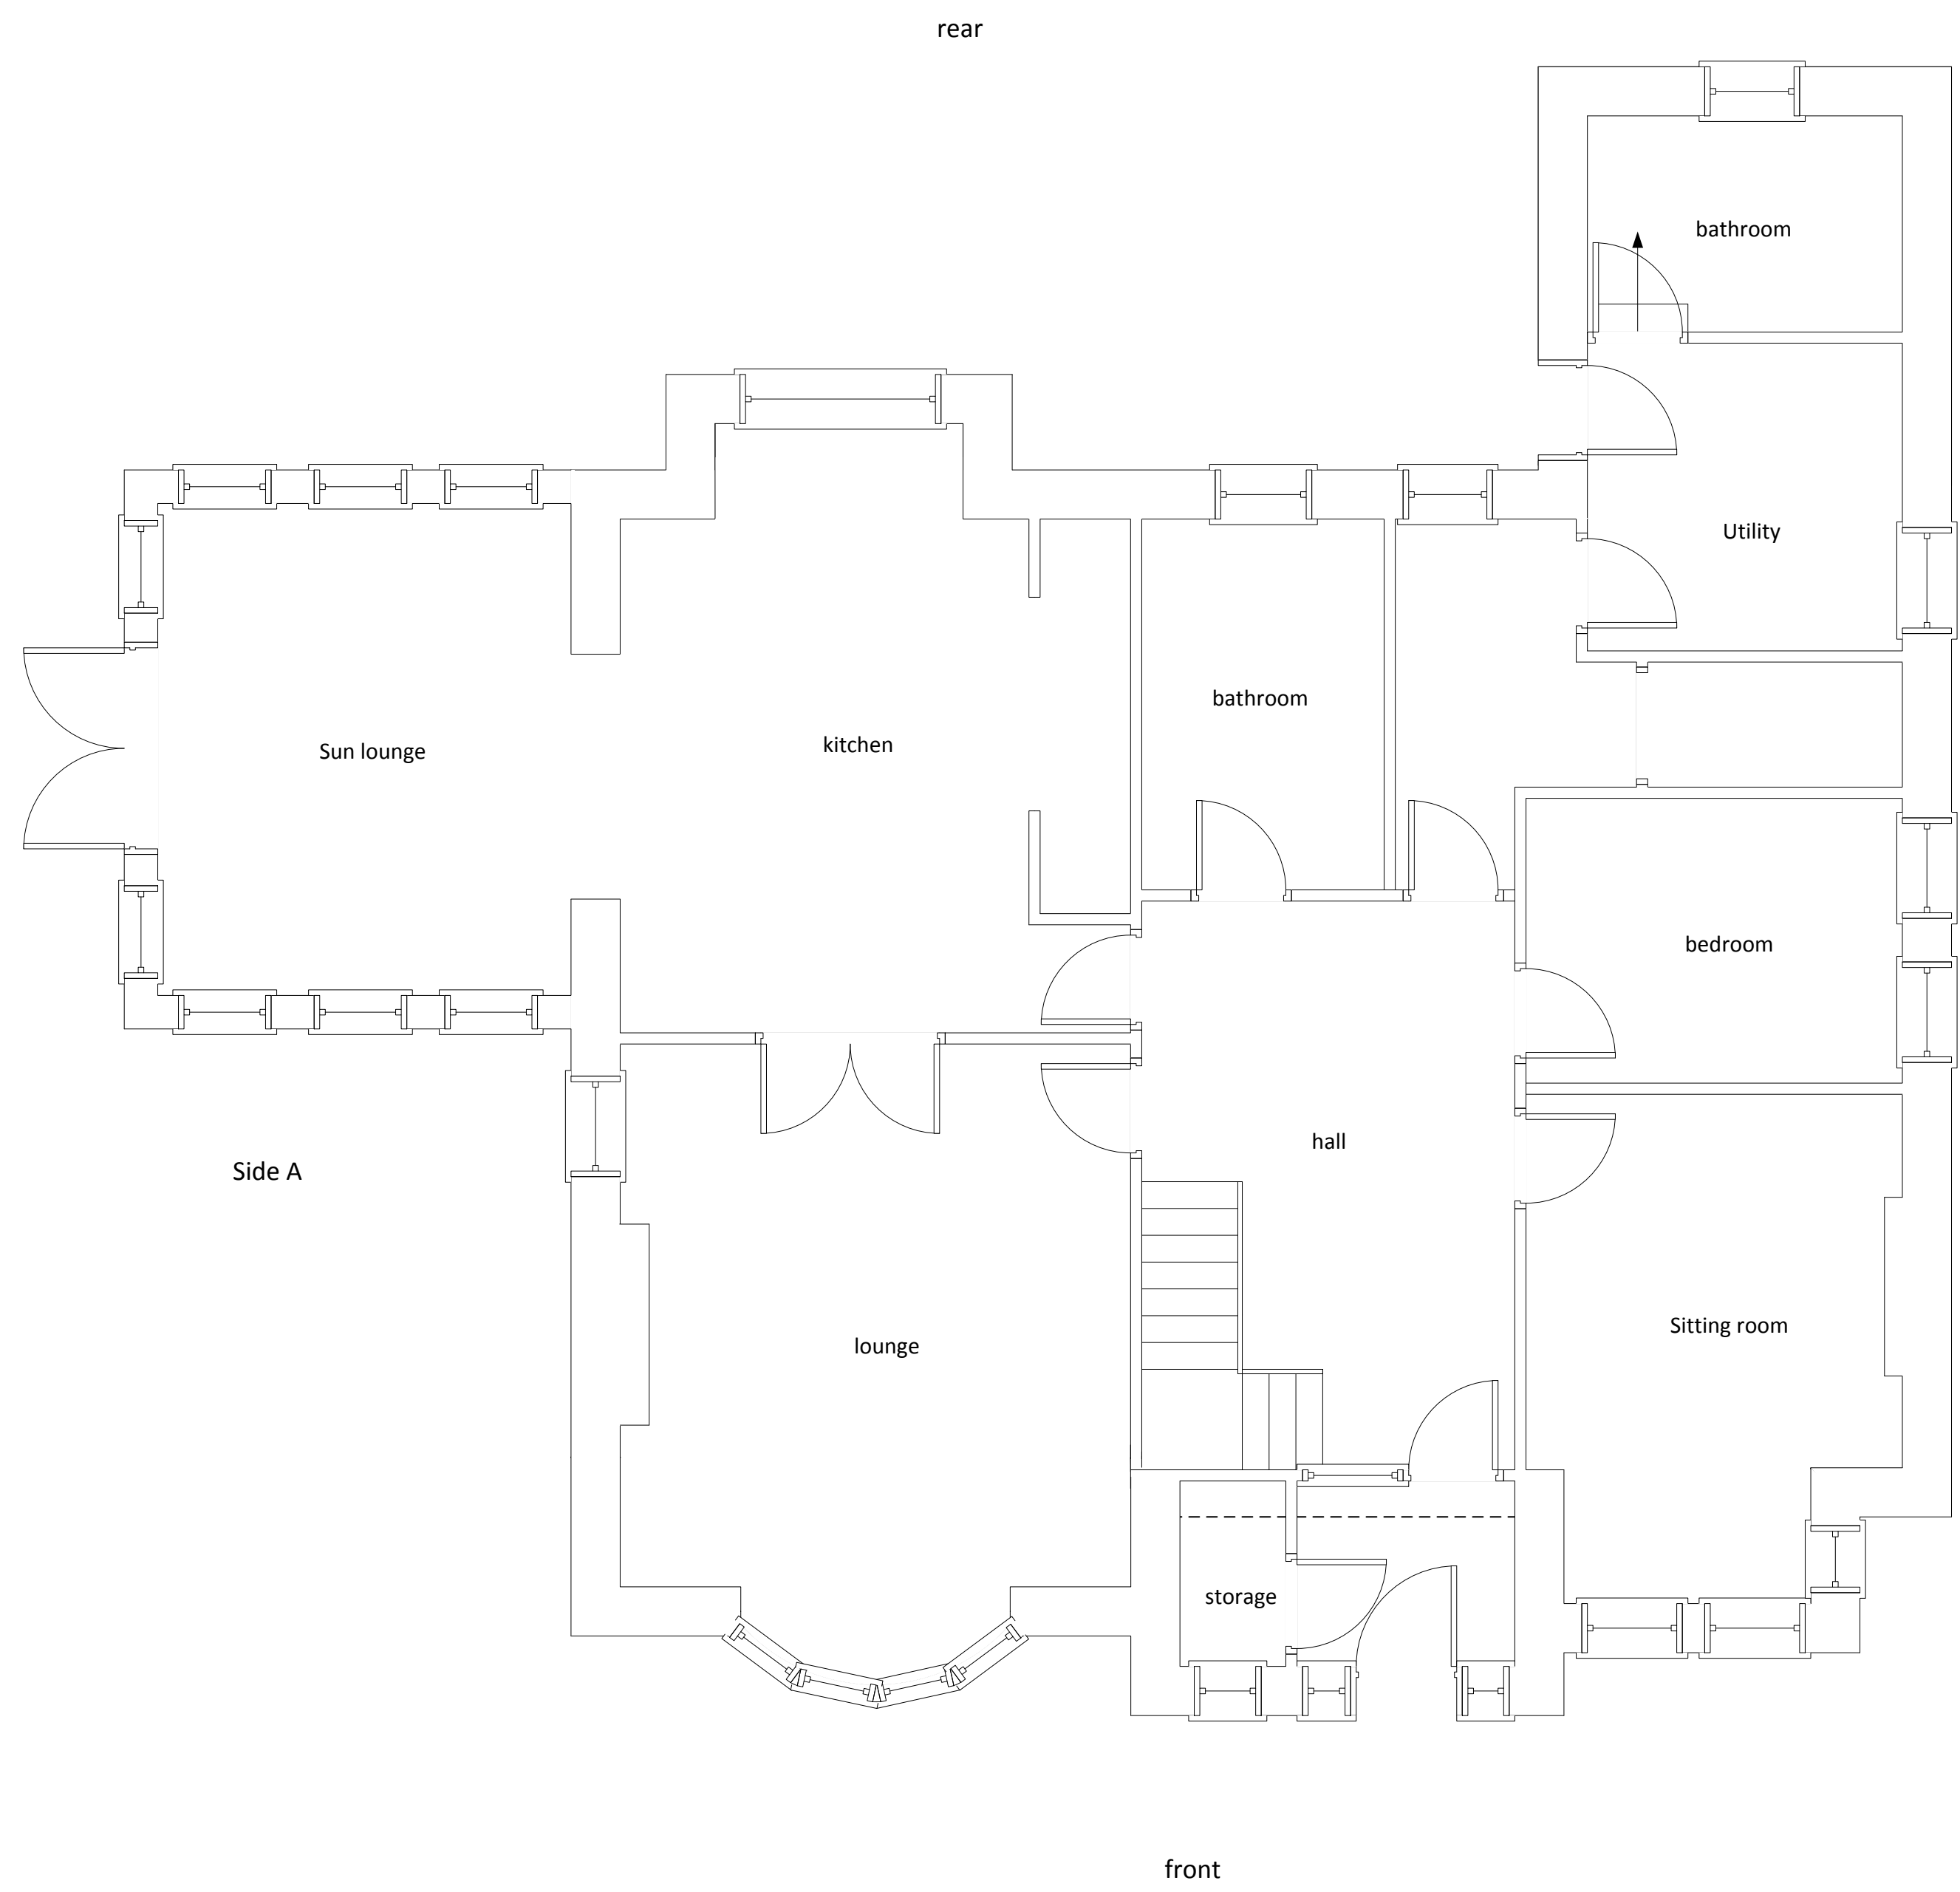 rear
bathroom
Utility
bathroom
kitchen
Sun lounge
bedroom
hall
Side A
Sitting room
lounge
storage
front